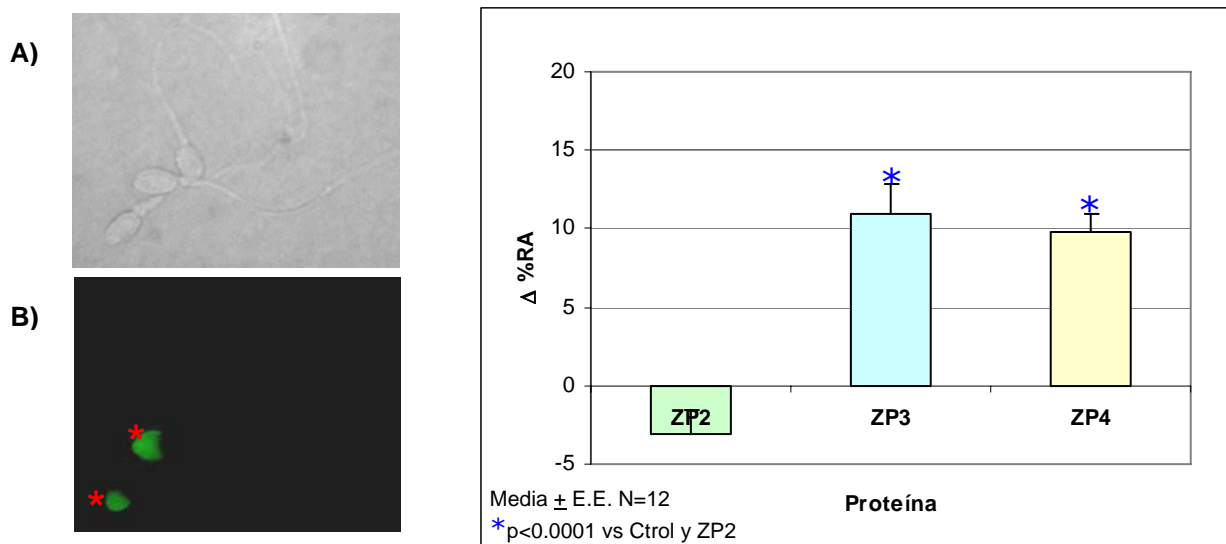 A)
B)
*
*
20
15
10
5
0
-5
Δ %RA
*
*
ZP2
ZP3
ZP4
Proteína
Media ± E.E. N=12
*p<0.0001 vs Ctrol y ZP2